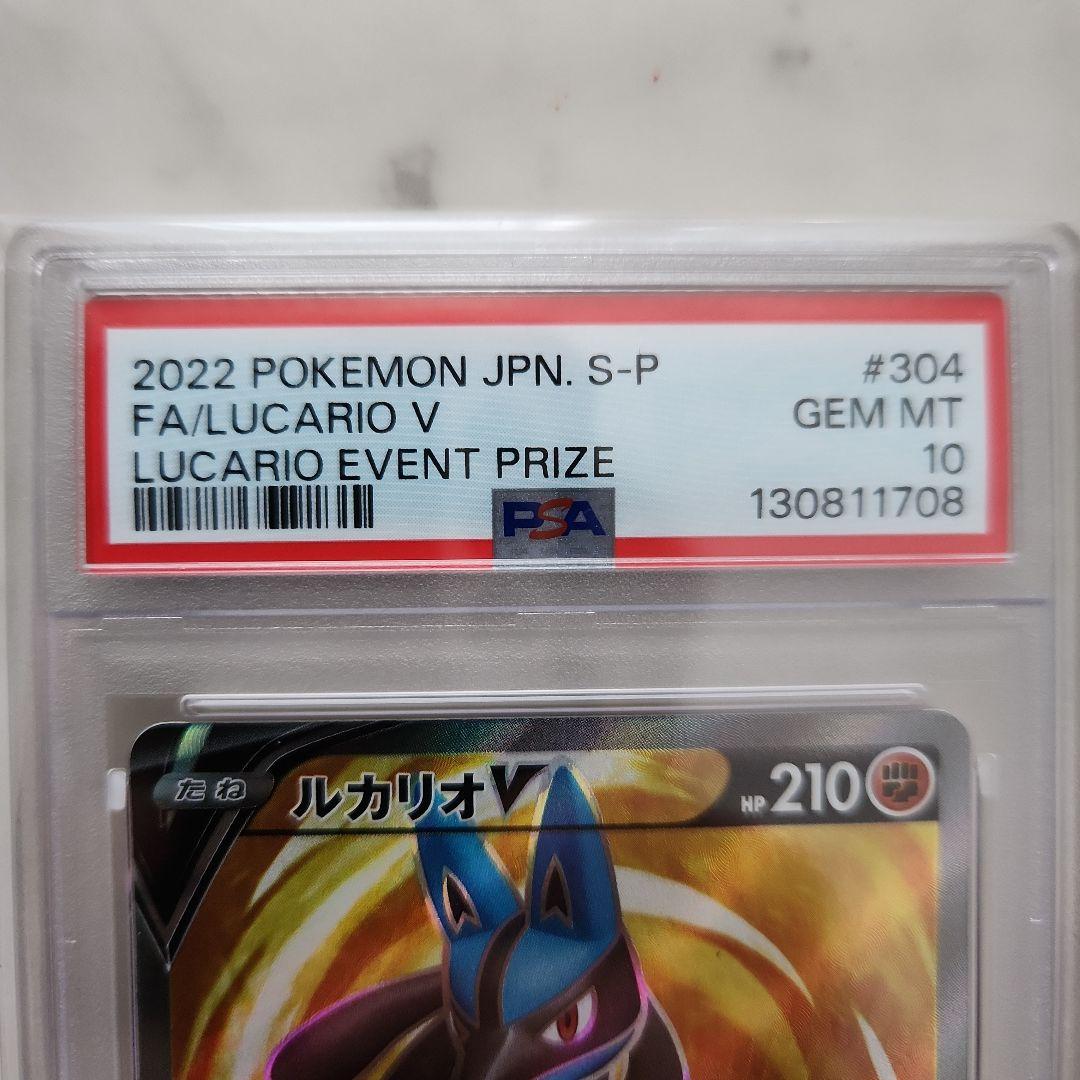 2022 POKEMON JPN. S-P #304
FA/LUCARIO V GEM MT
LUCARIO EVENT PRIZE 10
PSA 130811708
たね ルカリオV HP 210